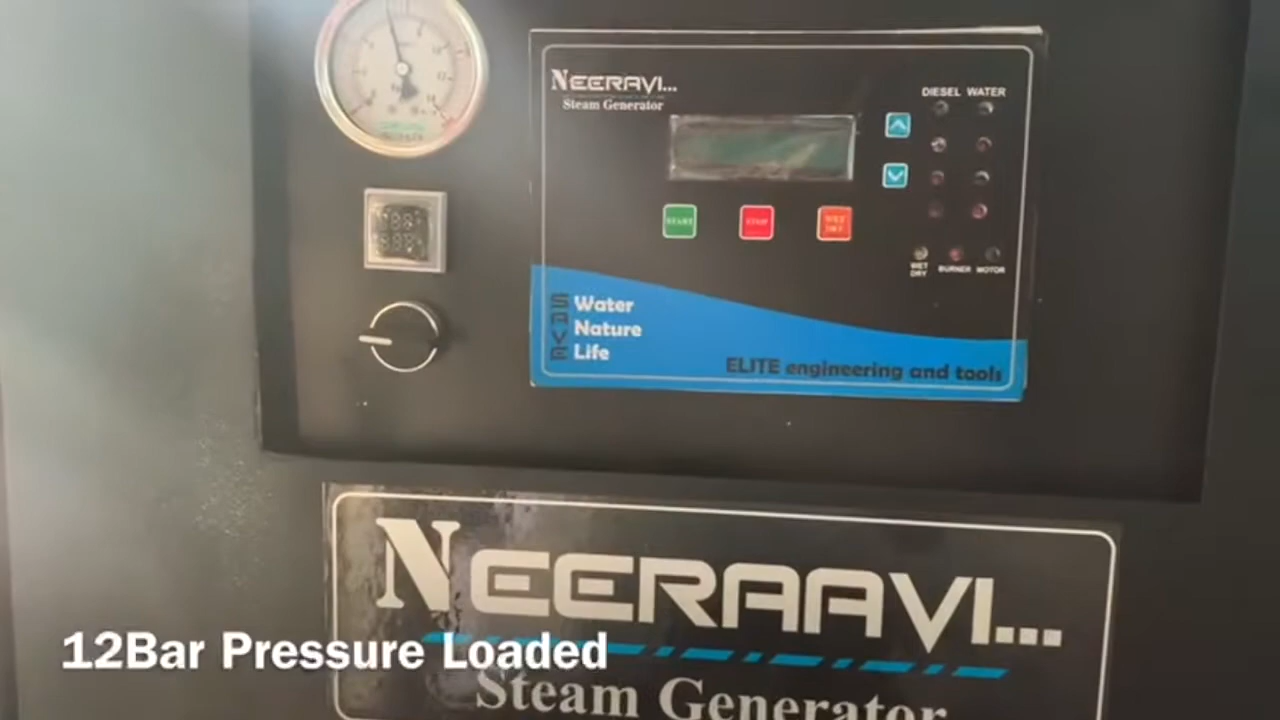 NEERAVI...
Steam Generator
DIESEL WATER
START
STOP
WET
DRY
WET
DRY
BURNER
MOTOR
SAVE
Water
Nature
Life
ELITE engineering and tools
NEERAAVI...
12Bar Pressure Loaded
Steam Generator